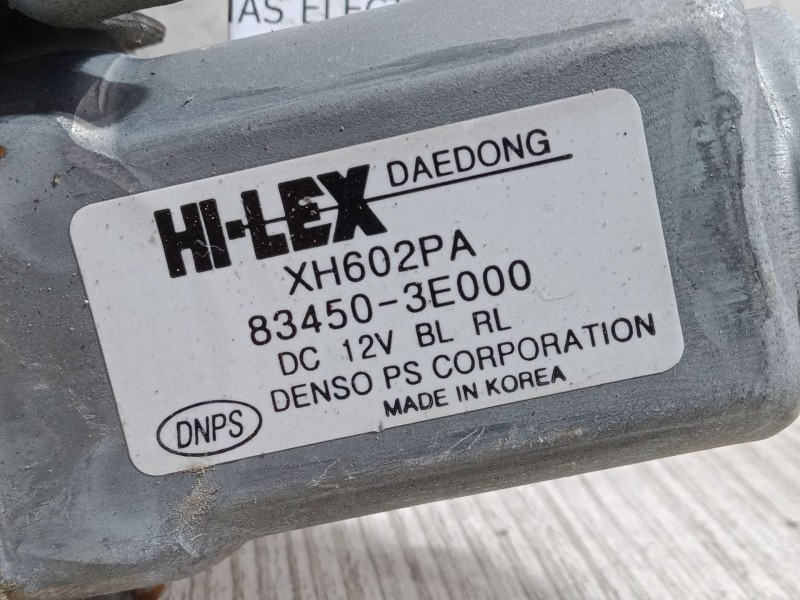 HI-LEX DAEDONG
XH602PA
83450-3E000
DC 12V BL RL
DENSO PS CORPORATION
DNPS
MADE IN KOREA